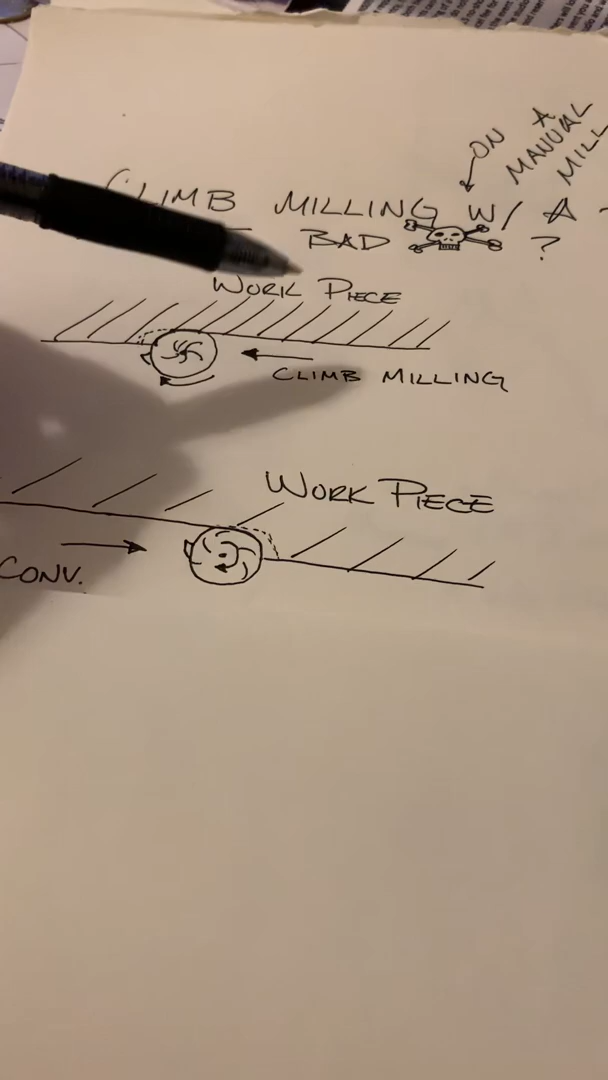 ON A
MANUAL
MILL
CLIMB MILLING W/ A
BAD ?
WORK PIECE
CLIMB MILLING
WORK PIECE
CONV.